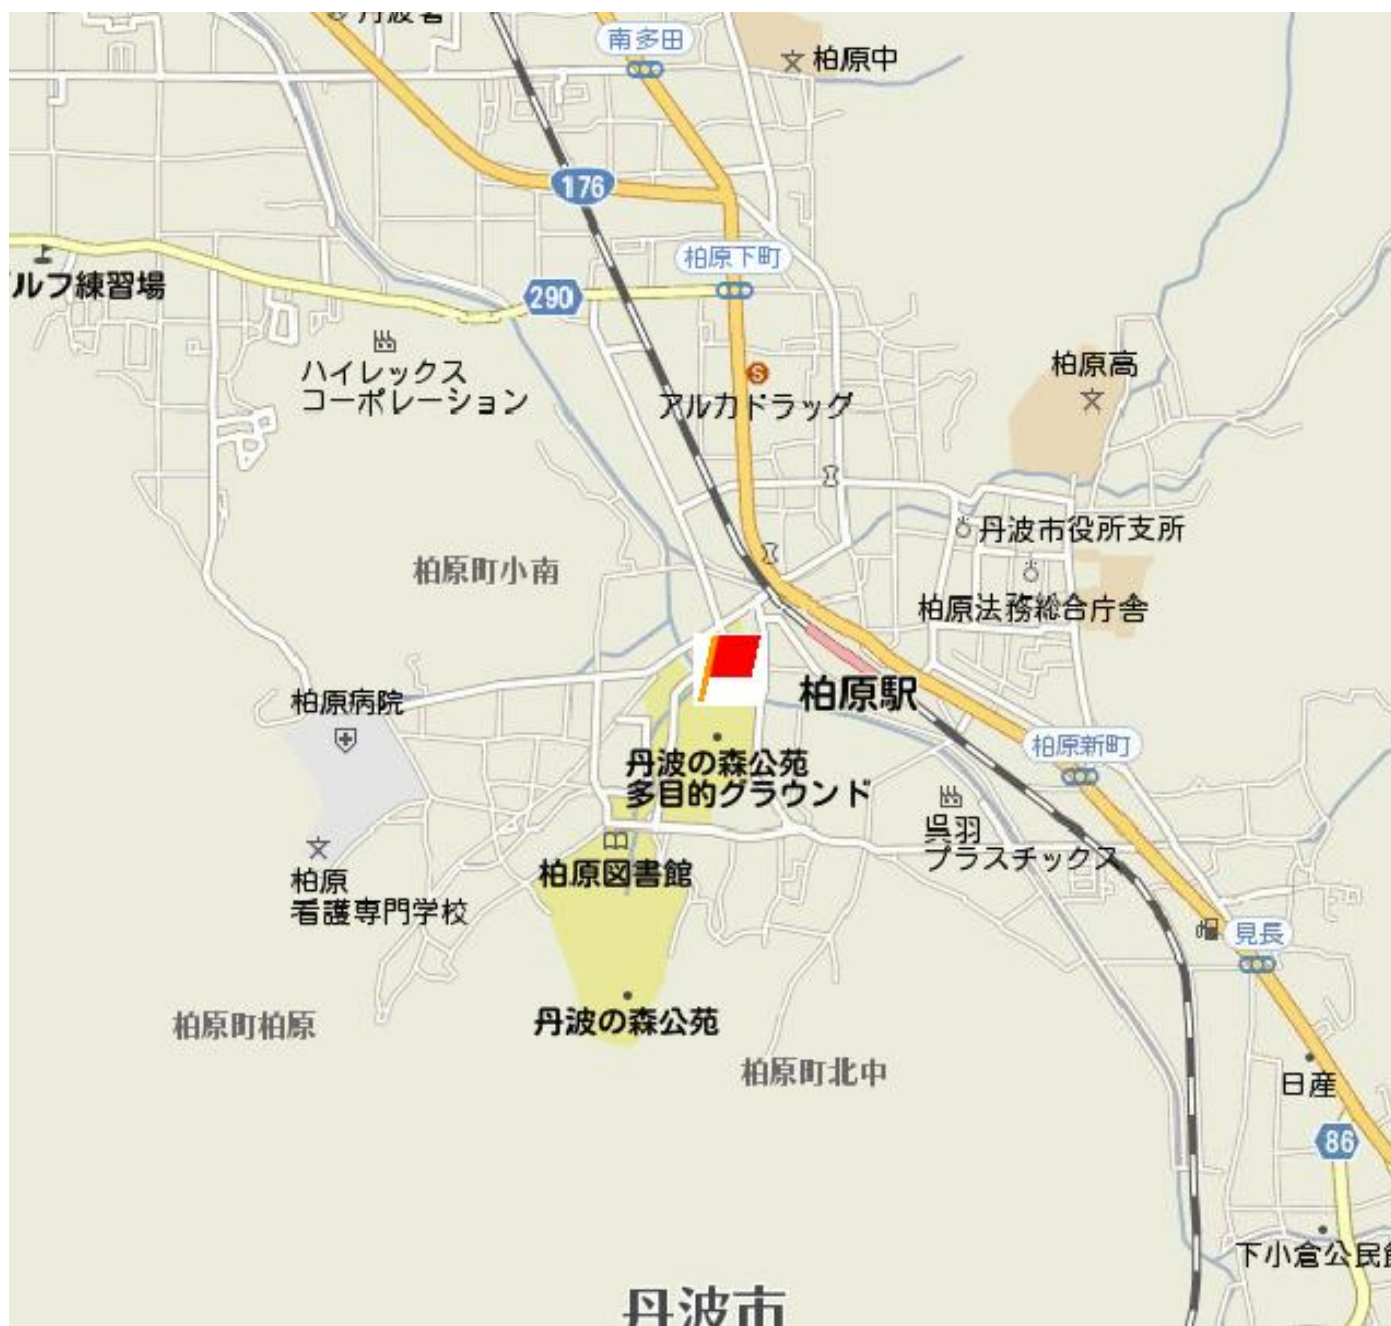 丹波署
南多田
柏原中
176
柏原下町
ルフ練習場
290
ハイレックス
コーポレーション
柏原高
アルカドラッグ
丹波市役所支所
柏原町小南
柏原法務総合庁舎
柏原病院
柏原駅
柏原新町
丹波の森公苑
多目的グラウンド
呉羽
プラスチックス
柏原図書館
柏原
看護専門学校
見長
柏原町柏原
丹波の森公苑
柏原町北中
日産
86
下小倉公民館
丹波市